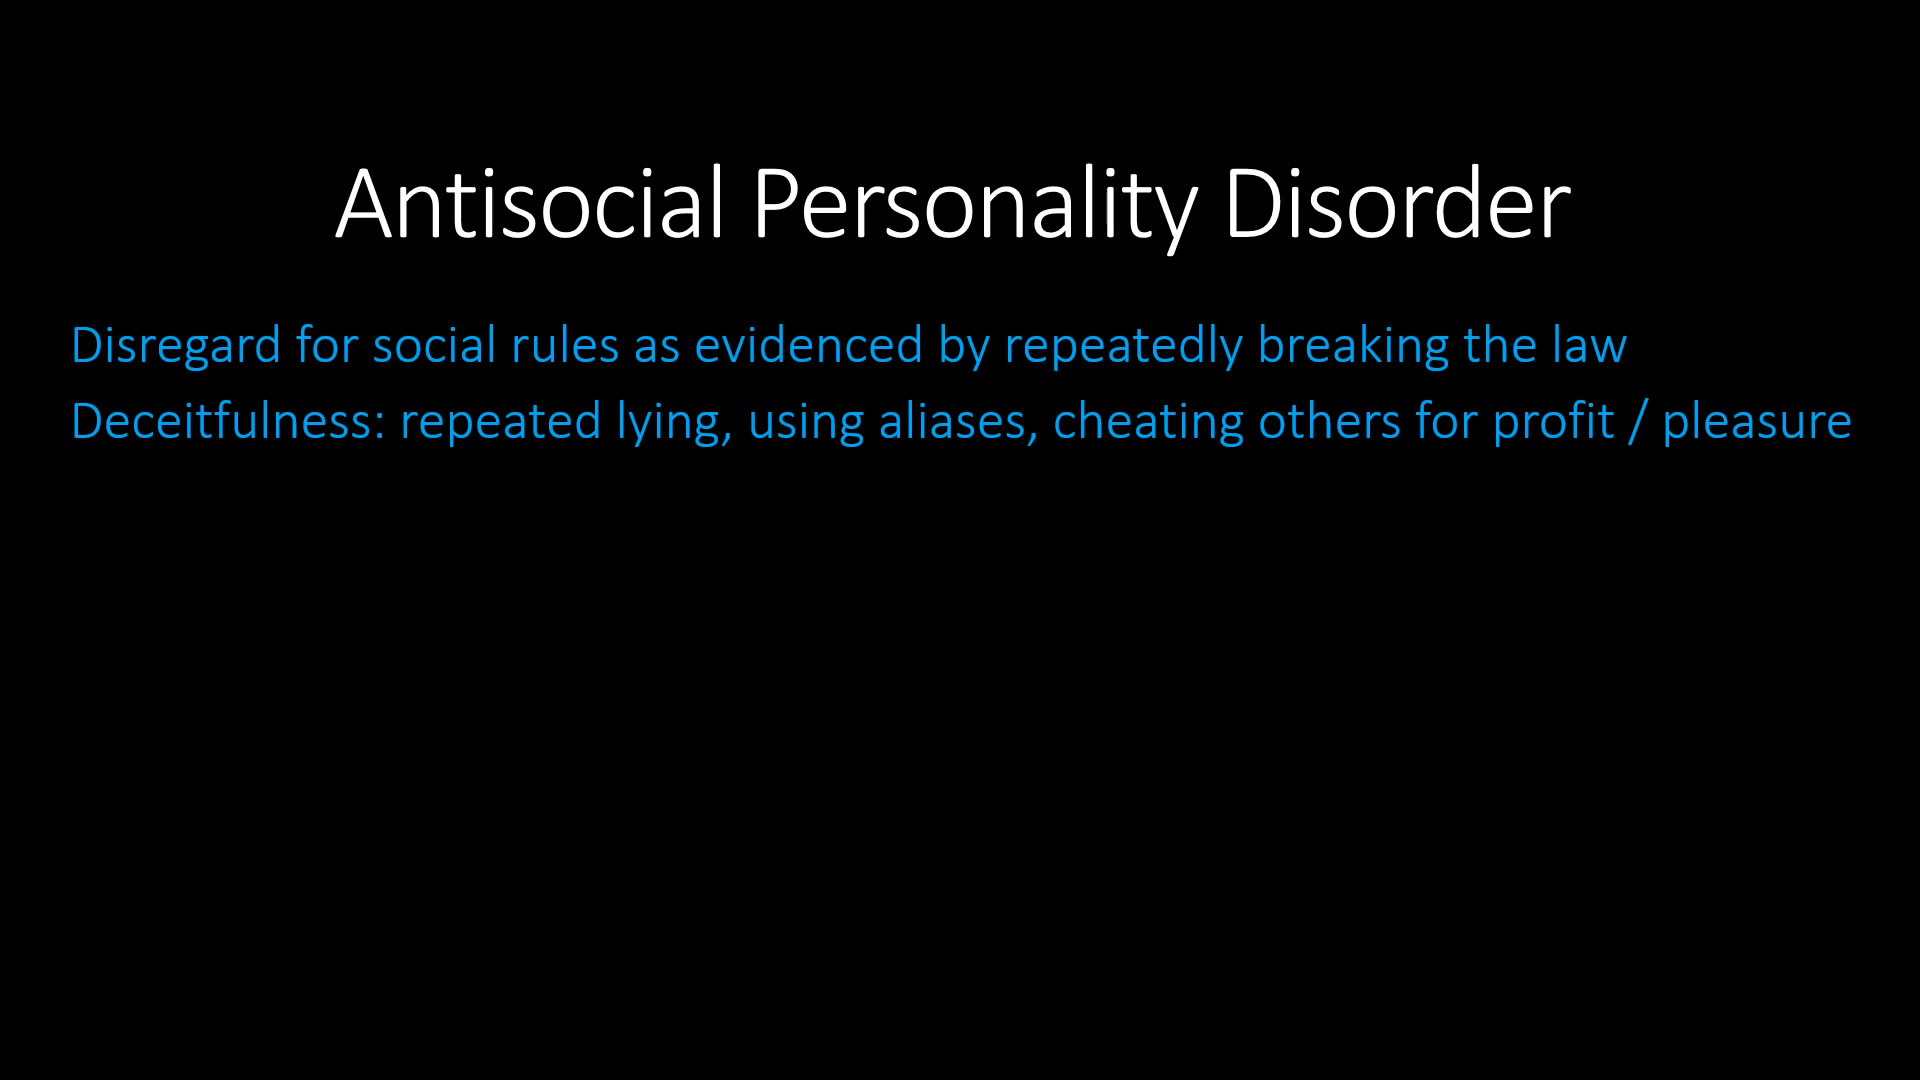 Antisocial Personality Disorder
Disregard for social rules as evidenced by repeatedly breaking the law
Deceitfulness: repeated lying, using aliases, cheating others for profit / pleasure